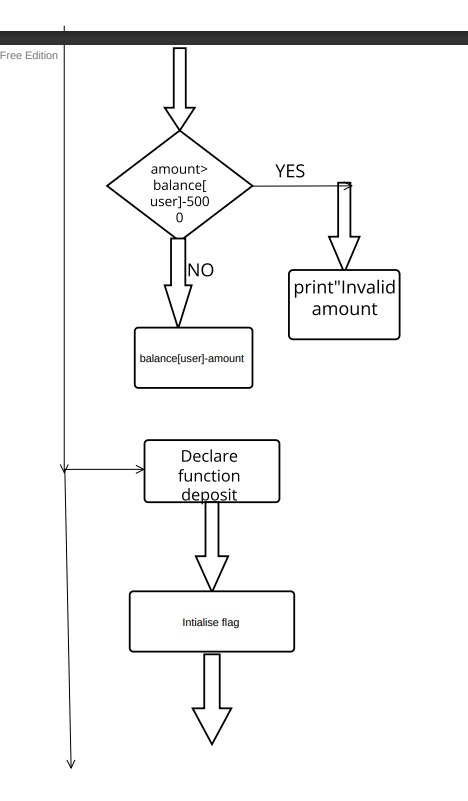 Free Edition
amount>
balance[
user]-500
0
YES
NO
print"Invalid
amount
balance[user]-amount
Declare
function
deposit
Intialise flag